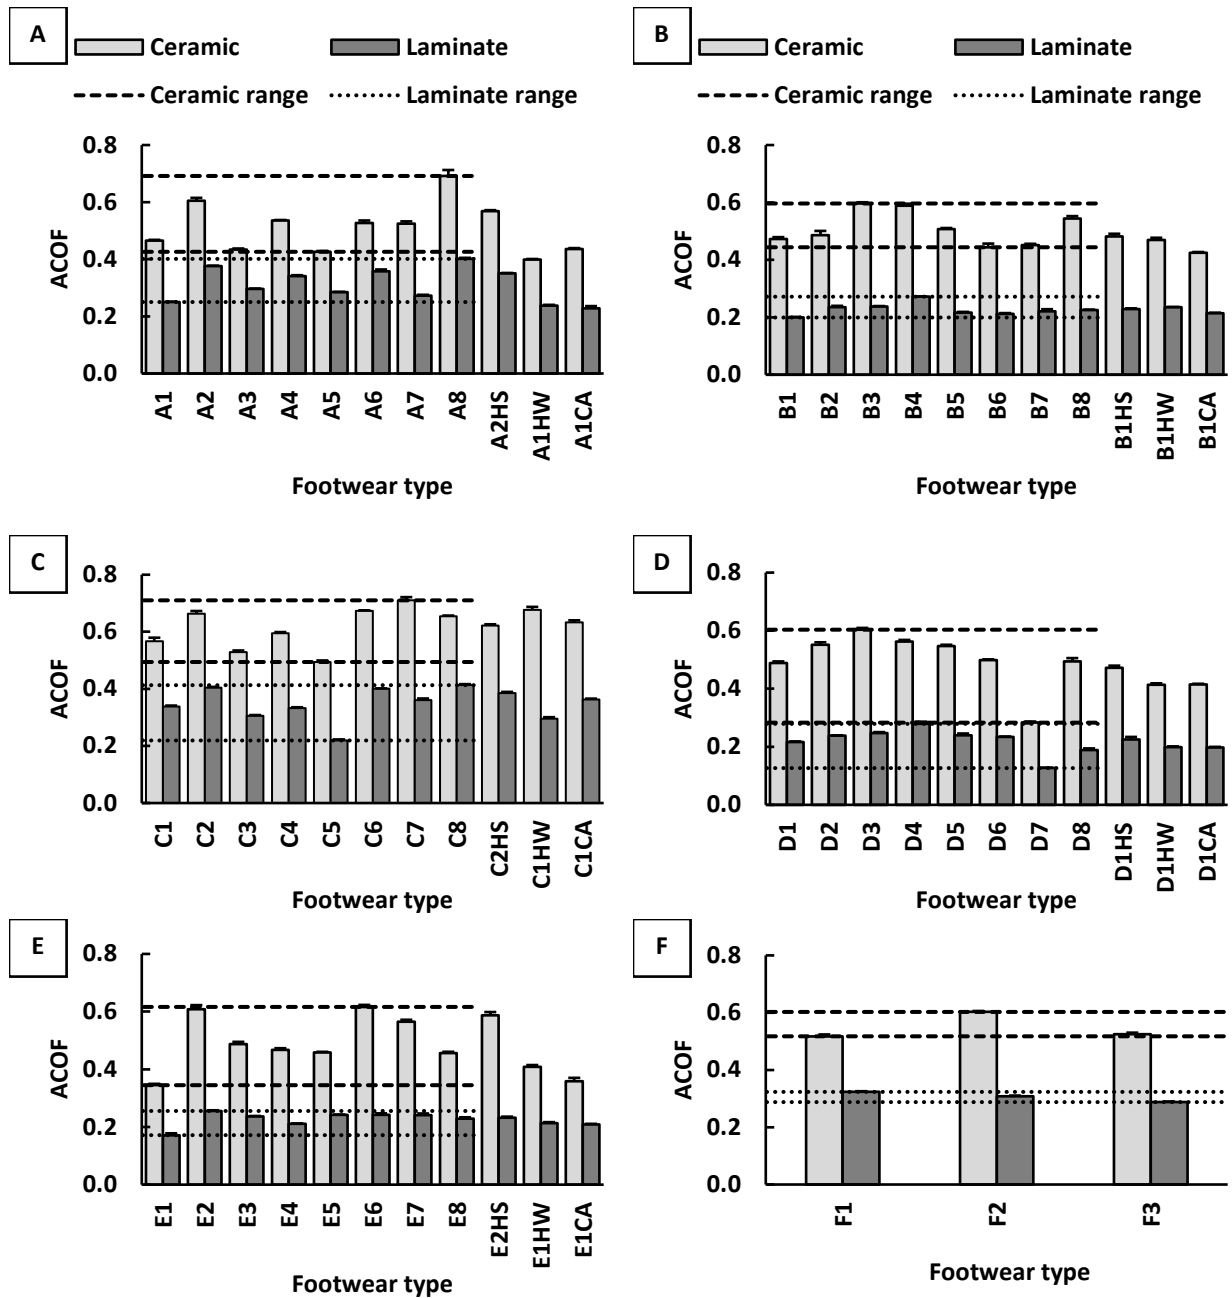 A
Ceramic
Laminate
Ceramic range
Laminate range
0.8
0.6
0.4
0.2
0.0
ACOF
A1
A2
A3
A4
A5
A6
A7
A8
A2HS
A1HW
A1CA
Footwear type
B
Ceramic
Laminate
Ceramic range
Laminate range
0.8
0.6
0.4
0.2
0.0
ACOF
B1
B2
B3
B4
B5
B6
B7
B8
B1HS
B1HW
B1CA
Footwear type
C
0.8
0.6
0.4
0.2
0.0
ACOF
C1
C2
C3
C4
C5
C6
C7
C8
C2HS
C1HW
C1CA
Footwear type
D
0.8
0.6
0.4
0.2
0.0
ACOF
D1
D2
D3
D4
D5
D6
D7
D8
D1HS
D1HW
D1CA
Footwear type
E
0.8
0.6
0.4
0.2
0.0
ACOF
E1
E2
E3
E4
E5
E6
E7
E8
E2HS
E1HW
E1CA
Footwear type
F
0.8
0.6
0.4
0.2
0.0
ACOF
F1
F2
F3
Footwear type